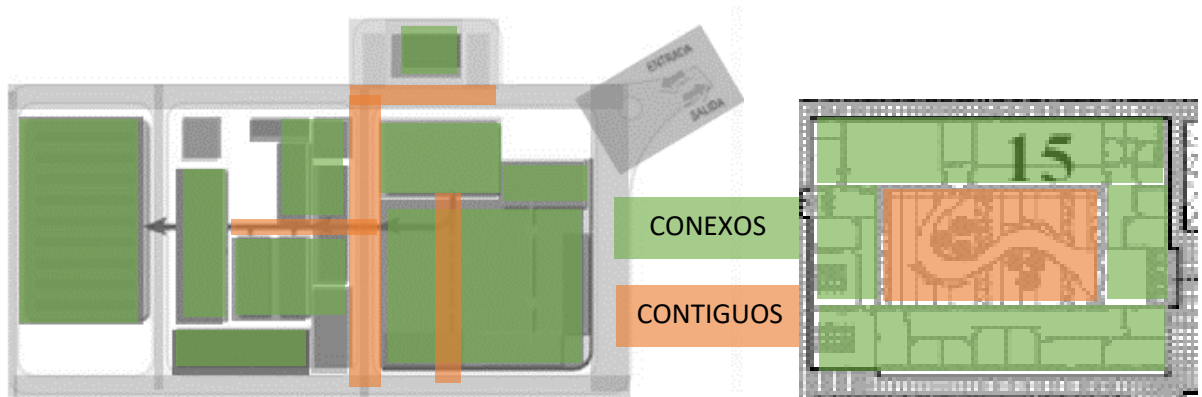 ENTRADA
SALIDA
15
CONEXOS
CONTIGUOS